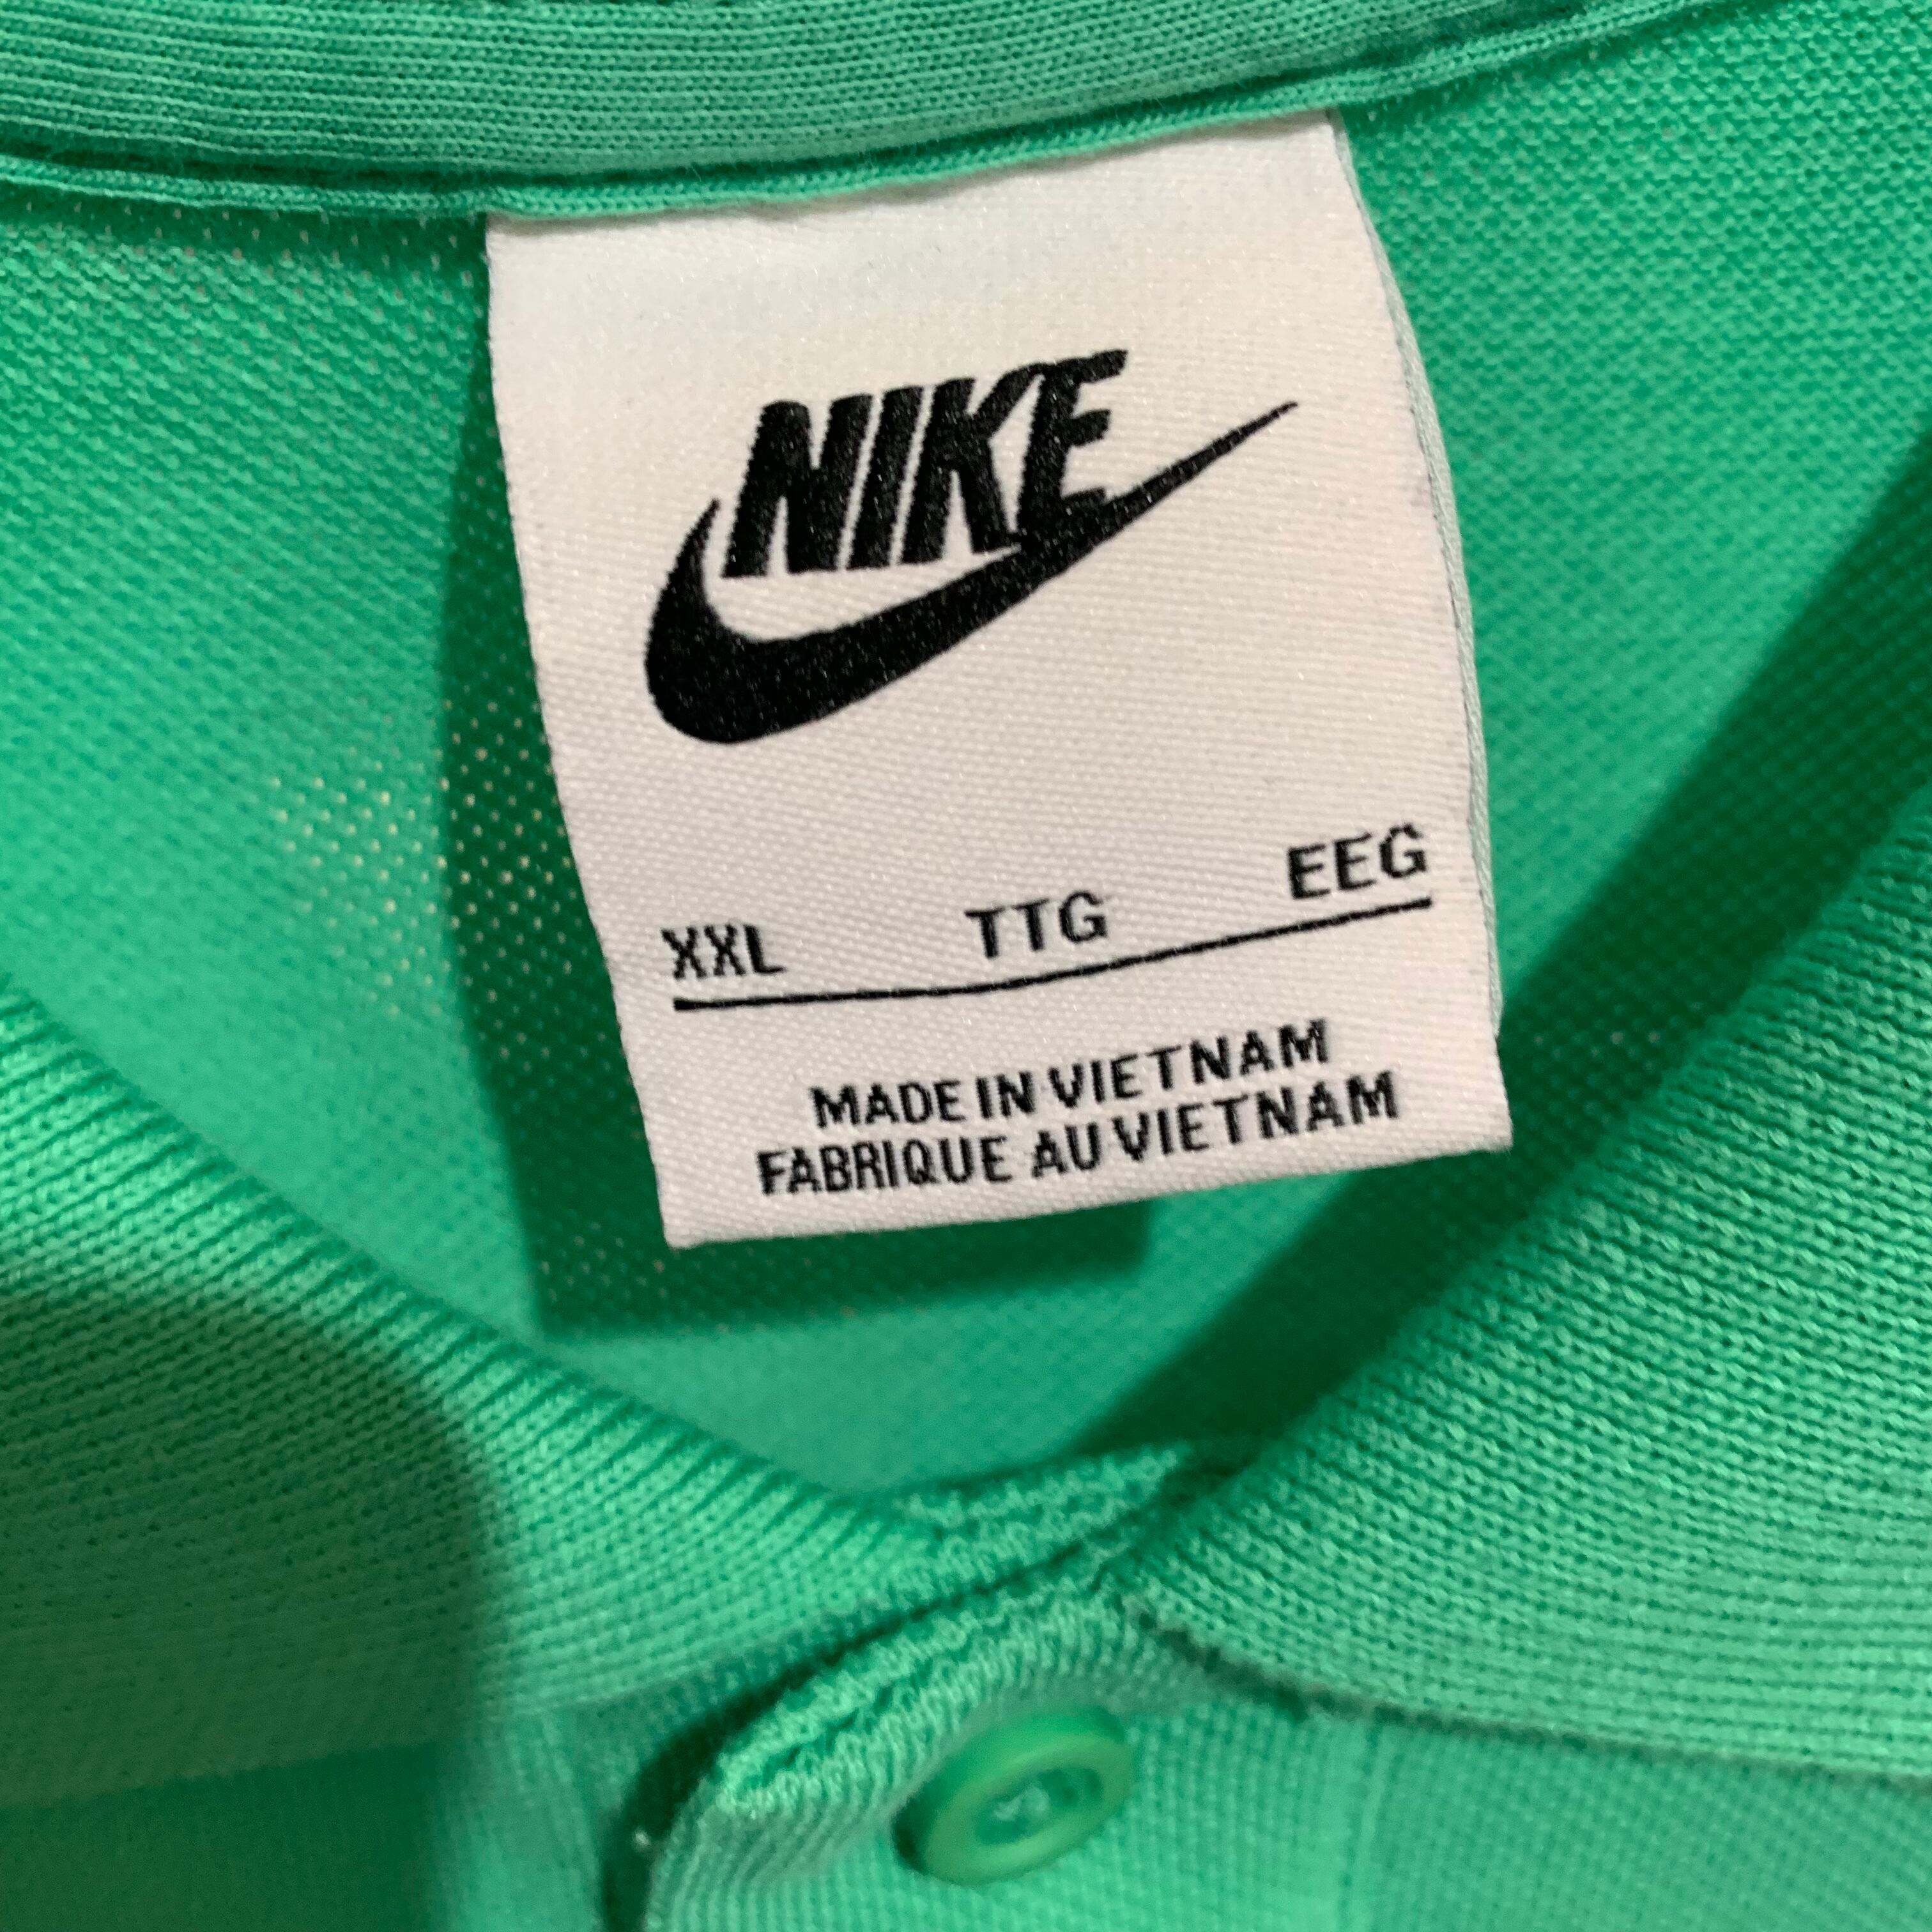 NIKE
XXL TTG EEG
MADE IN VIETNAM
FABRIQUE AU VIETNAM